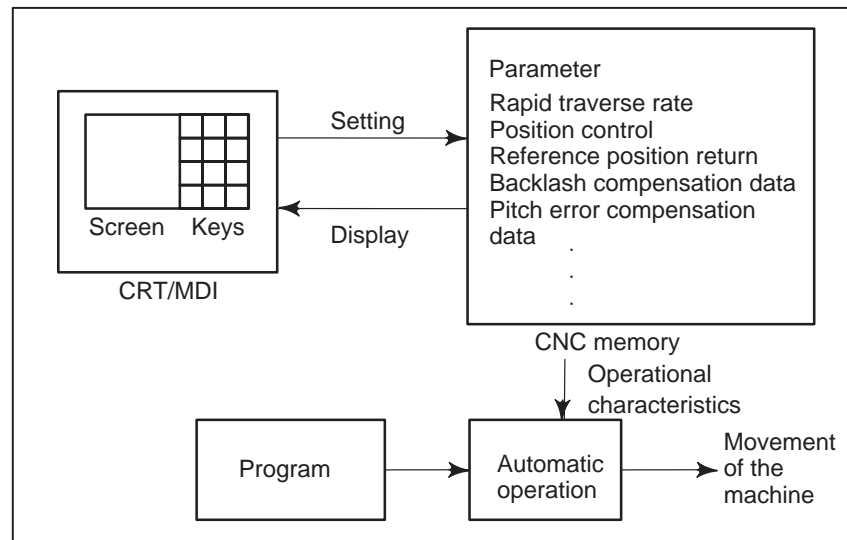 Parameter
Rapid traverse rate
Position control
Reference position return
Backlash compensation data
Pitch error compensation
data
.
.
.
Setting
Display
Screen Keys
CRT/MDI
CNC memory
Operational
characteristics
Program
Automatic
operation
Movement
of the
machine